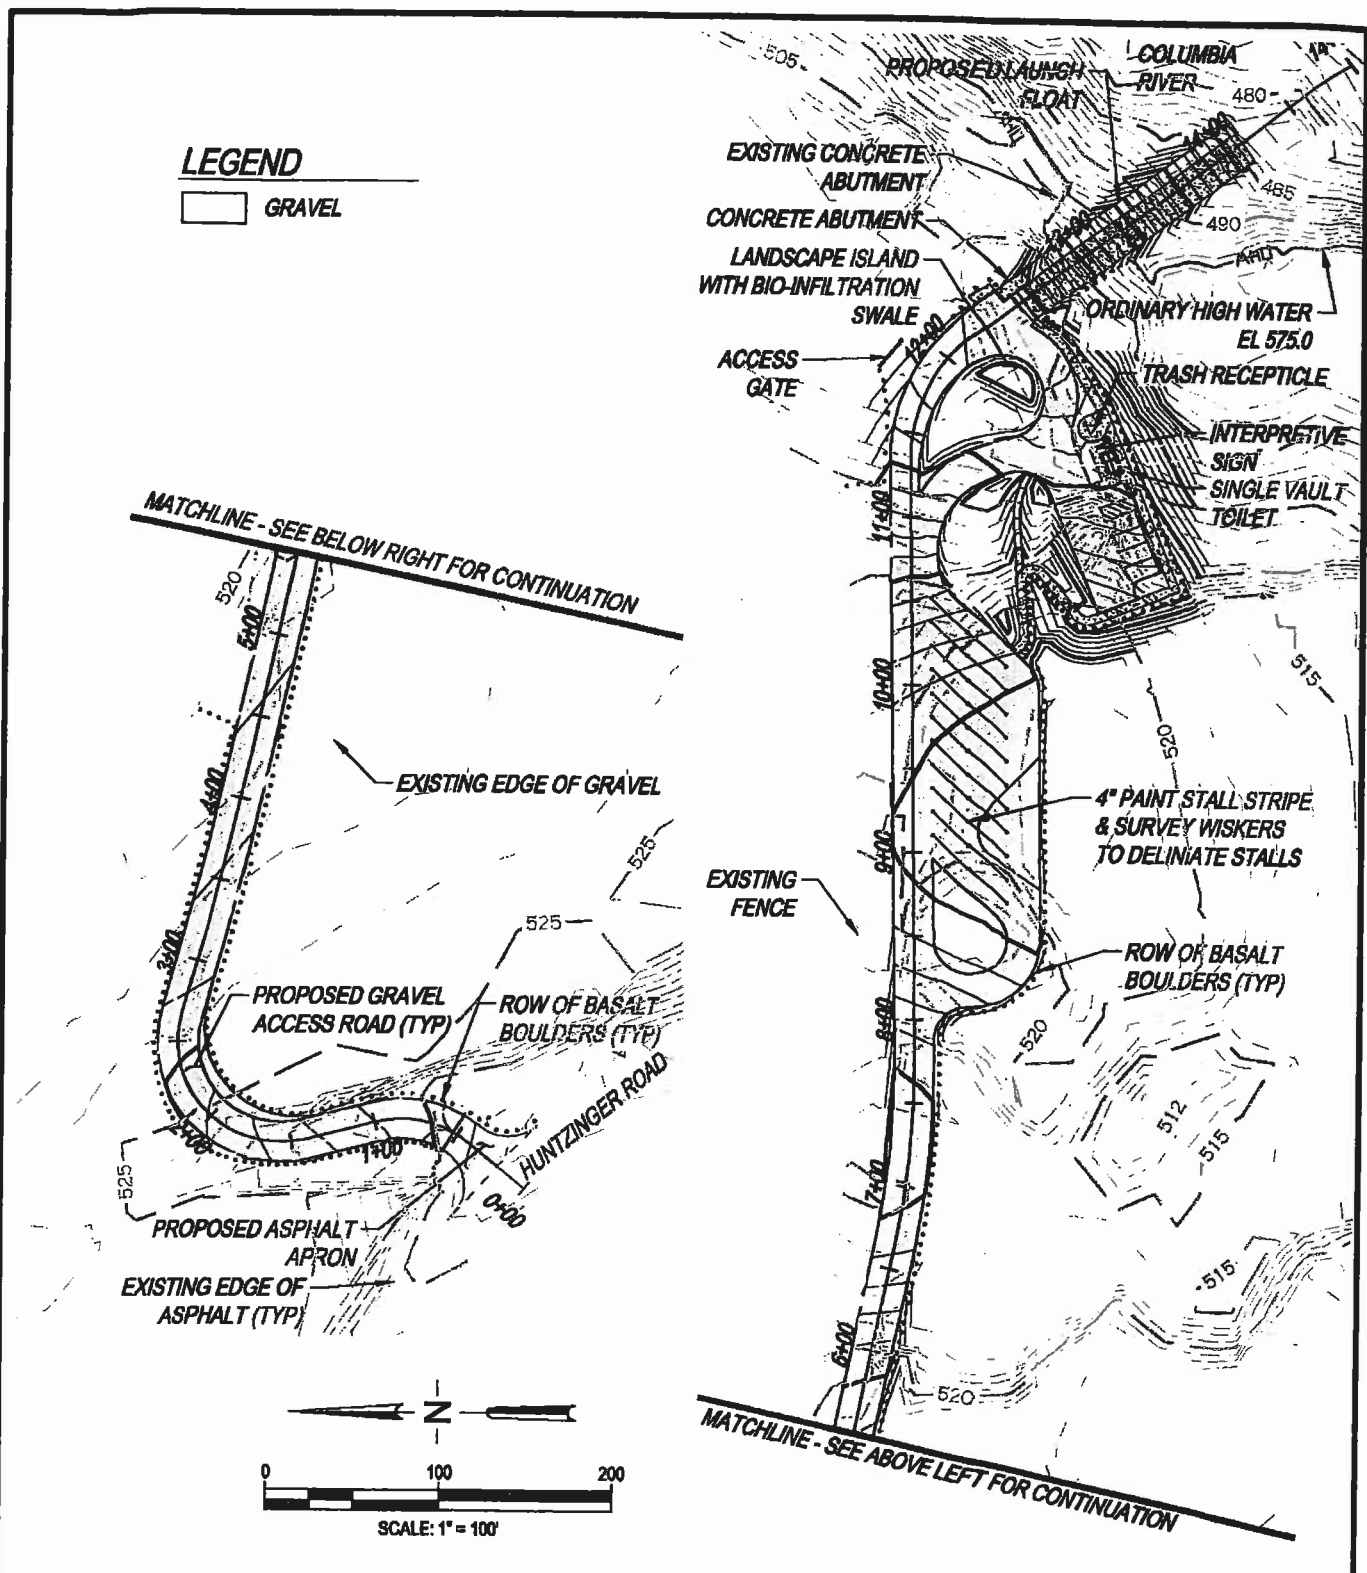 LEGEND
GRAVEL
MATCHLINE - SEE BELOW RIGHT FOR CONTINUATION
520
5+00
4+00
EXISTING EDGE OF GRAVEL
525
525
3+00
PROPOSED GRAVEL
ACCESS ROAD (TYP)
ROW OF BASALT
BOULDERS (TYP)
HUNTZINGER ROAD
2+00
1+00
0+00
525
PROPOSED ASPHALT
APRON
EXISTING EDGE OF
ASPHALT (TYP)
N
0 100 200
SCALE: 1" = 100'
505
PROPOSED LAUNCH
FLOAT
COLUMBIA
RIVER
480
14+00
EXISTING CONCRETE
ABUTMENT
485
CONCRETE ABUTMENT
490
LANDSCAPE ISLAND
WITH BIO-INFILTRATION
SWALE
12+00
ORDINARY HIGH WATER
EL 575.0
ACCESS
GATE
TRASH RECEPTICLE
INTERPRETIVE
SIGN
SINGLE VAULT
TOILET
11+00
10+00
515
520
4" PAINT STALL STRIPE
& SURVEY WISKERS
TO DELINIATE STALLS
9+00
EXISTING
FENCE
ROW OF BASALT
BOULDERS (TYP)
8+00
520
512
515
7+00
515
6+00
520
MATCHLINE - SEE ABOVE LEFT FOR CONTINUATION